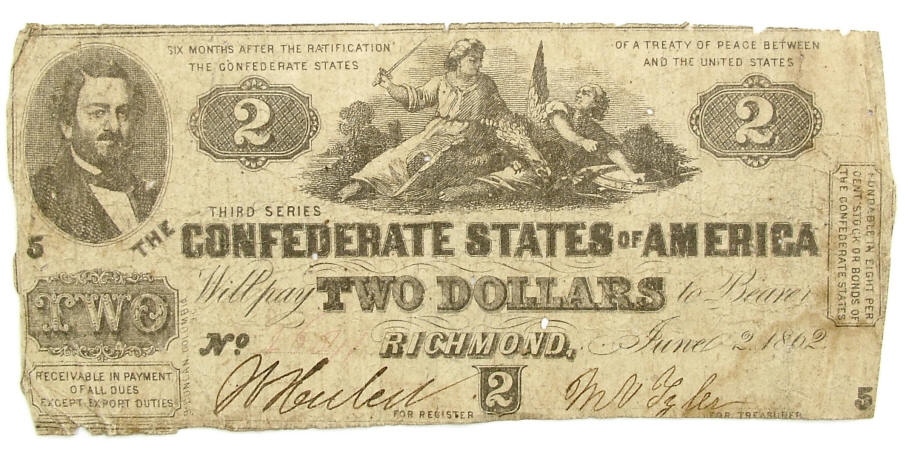 SIX MONTHS AFTER THE RATIFICATION OF A TREATY OF PEACE BETWEEN
THE CONFEDERATE STATES AND THE UNITED STATES
2 2
THIRD SERIES
5 THE CONFEDERATE STATES OF AMERICA
FUNDABLE IN EIGHT PER
CENT STOCK OR BONDS OF
THE CONFEDERATE STATES
TWO
Will pay TWO DOLLARS to Bearer
No RICHMOND, June 2, 1862
RECEIVABLE IN PAYMENT
OF ALL DUES
EXCEPT EXPORT DUTIES
2 Tyler 5
FOR REGISTER FOR TREASURER